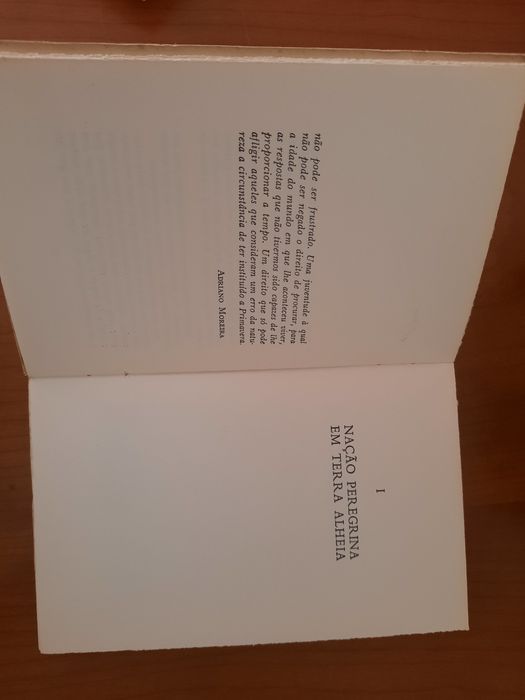 não pode ser frustrado. Uma juventude à qual
não pode ser negado o direito de procurar, para
a idade do mundo em que lhe aconteceu viver,
as respostas que não tivermos sido capazes de lhe
proporcionar a tempo. Um direito que só pode
afligir aqueles que consideram um erro da natu-
reza a circunstância de ter instituído a Primavera.
ADRIANO MOREIRA
I
NAÇÃO PEREGRINA
EM TERRA ALHEIA